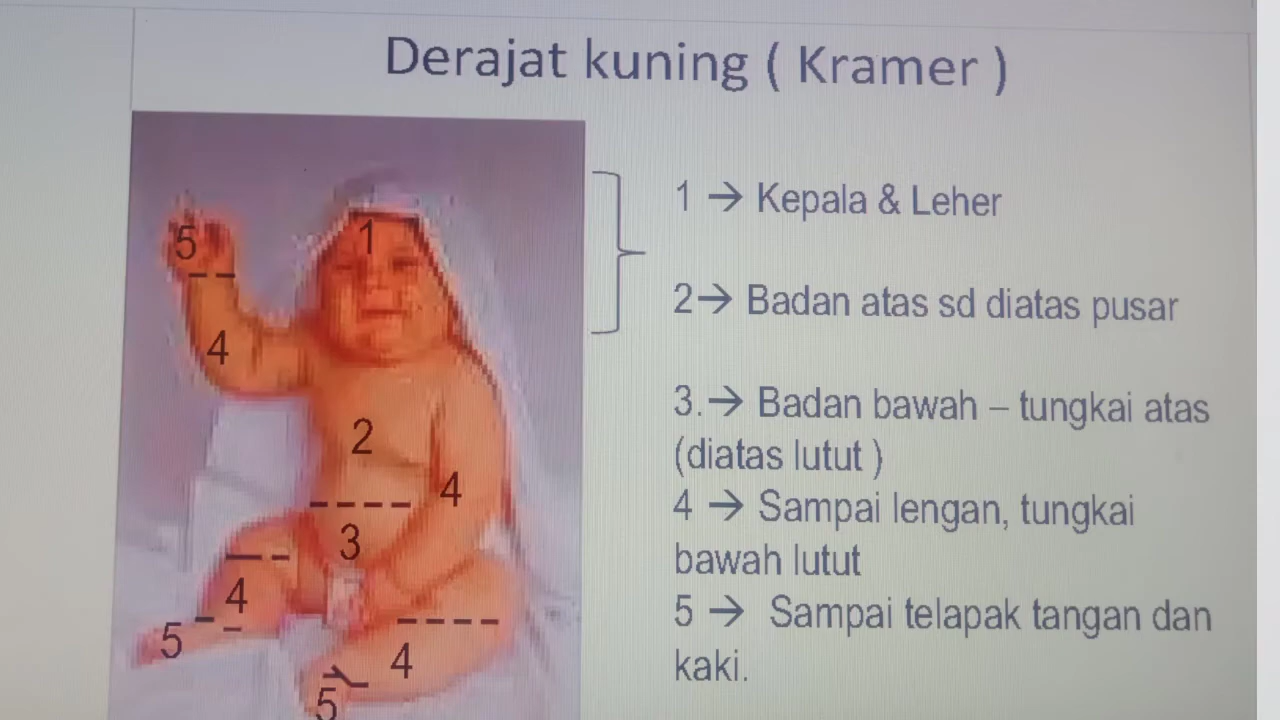 Derajat kuning ( Kramer )
1 → Kepala & Leher
2→ Badan atas sd diatas pusar
3.→ Badan bawah – tungkai atas
(diatas lutut )
4 → Sampai lengan, tungkai
bawah lutut
5 → Sampai telapak tangan dan
kaki.
5
1
4
2
4
3
4
5
4
5